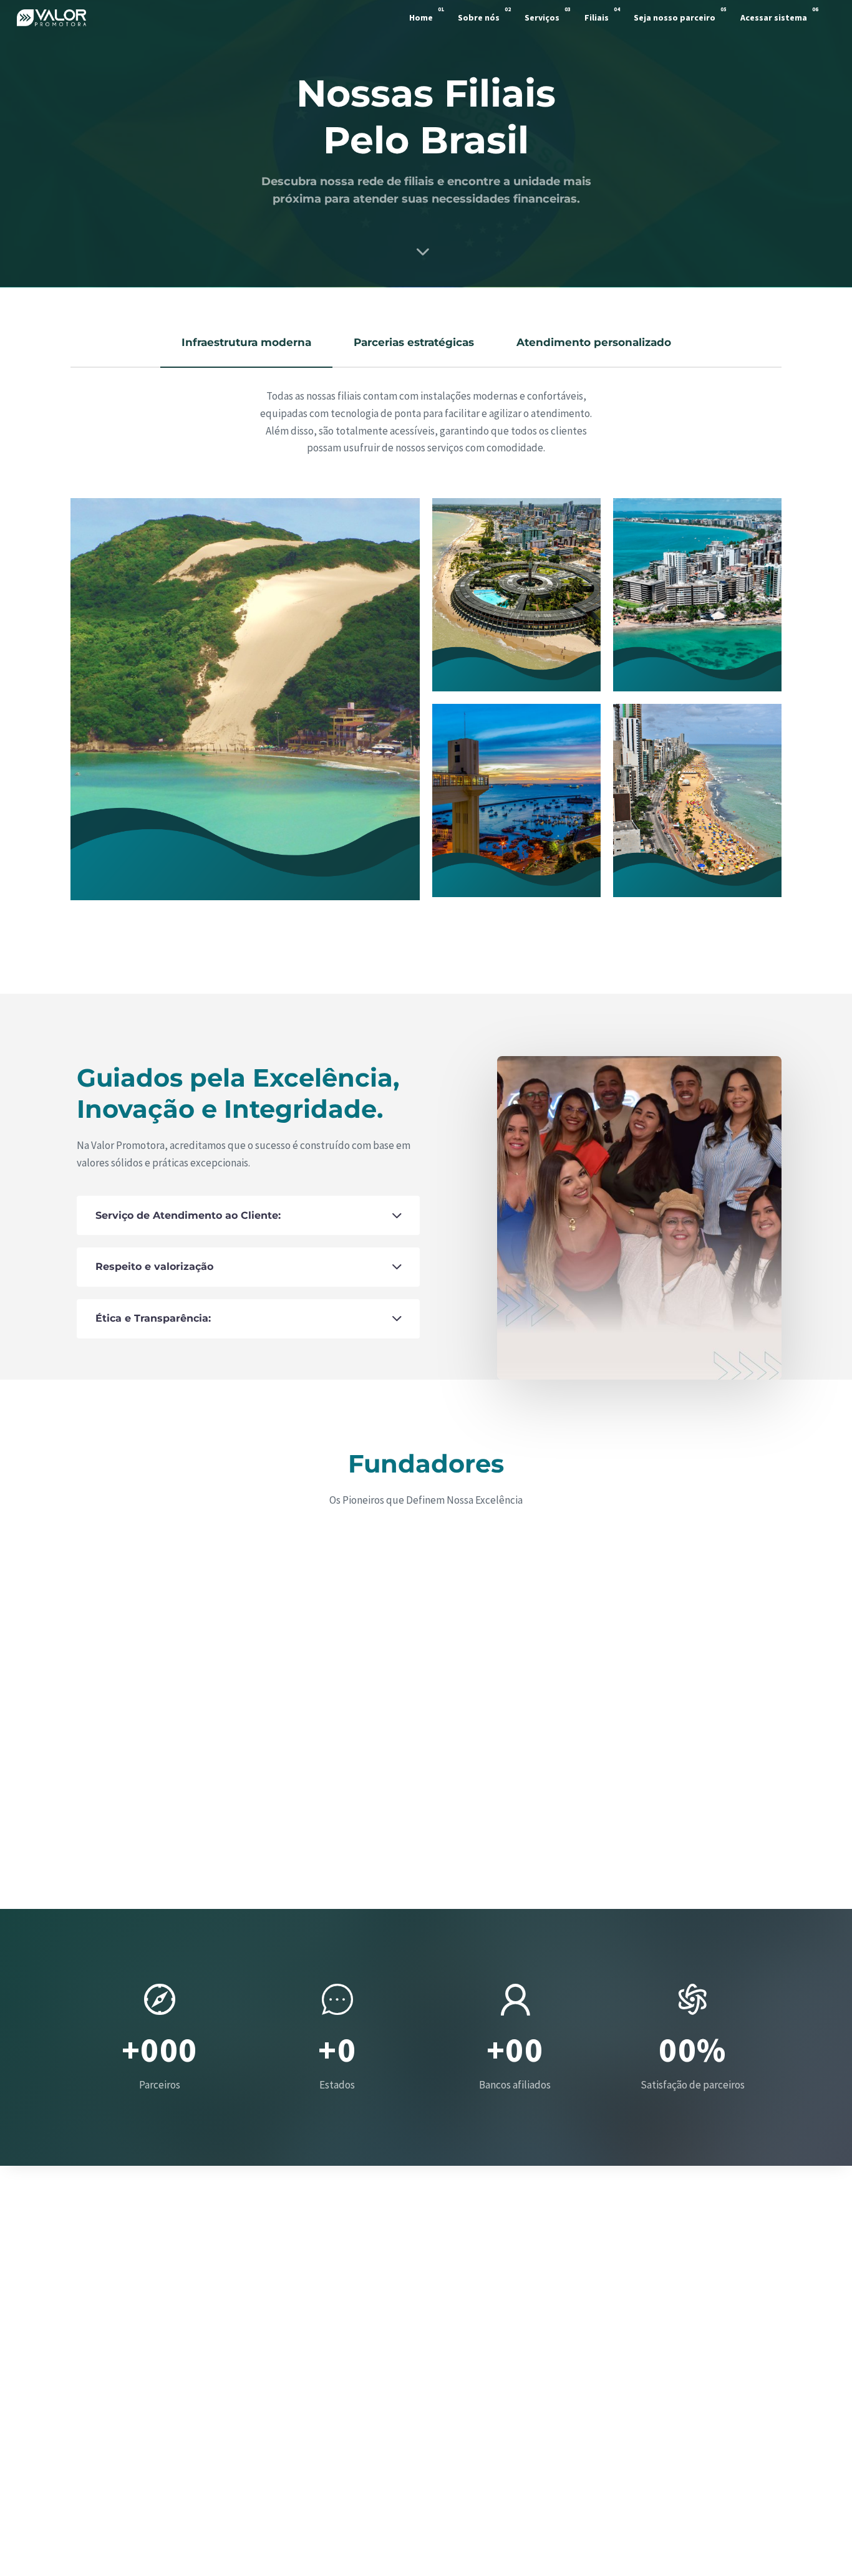 VALOR
PROMOTORA
Home 01 Sobre nós 02 Serviços 03 Filiais 04 Seja nosso parceiro 05 Acessar sistema 06
Nossas Filiais
Pelo Brasil
Descubra nossa rede de filiais e encontre a unidade mais
próxima para atender suas necessidades financeiras.
Infraestrutura moderna Parcerias estratégicas Atendimento personalizado
Todas as nossas filiais contam com instalações modernas e confortáveis,
equipadas com tecnologia de ponta para facilitar e agilizar o atendimento.
Além disso, são totalmente acessíveis, garantindo que todos os clientes
possam usufruir de nossos serviços com comodidade.
Guiados pela Excelência,
Inovação e Integridade.
Na Valor Promotora, acreditamos que o sucesso é construído com base em
valores sólidos e práticas excepcionais.
Serviço de Atendimento ao Cliente:
Respeito e valorização
Ética e Transparência:
Fundadores
Os Pioneiros que Definem Nossa Excelência
+000 +0 +00 00%
Parceiros Estados Bancos afiliados Satisfação de parceiros